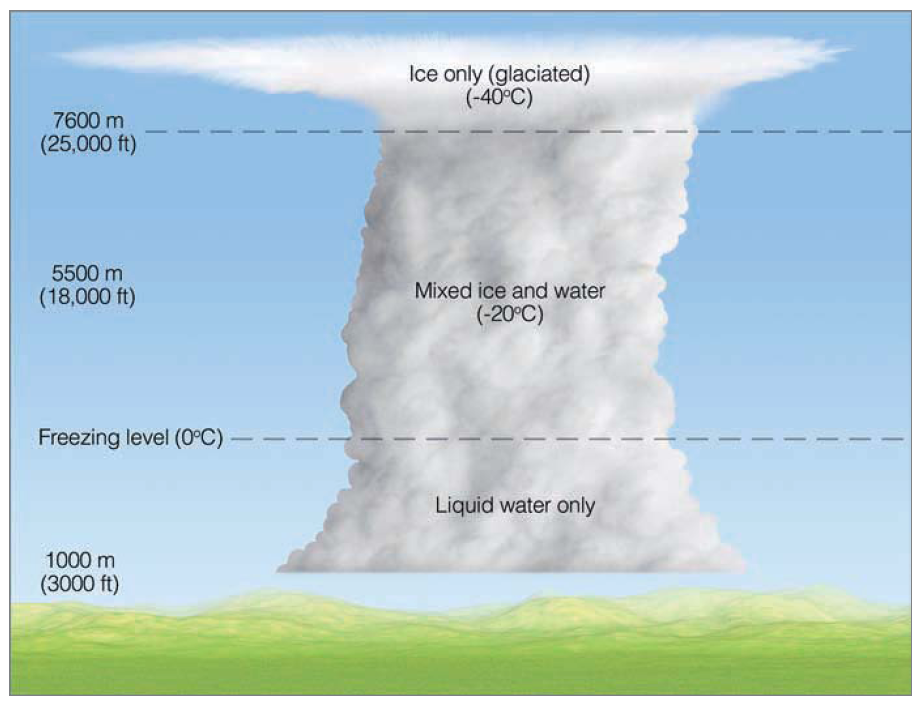 Ice only (glaciated)
(-40°C)
7600 m
(25,000 ft)
5500 m
(18,000 ft)
Mixed ice and water
(-20°C)
Freezing level (0°C)
Liquid water only
1000 m
(3000 ft)